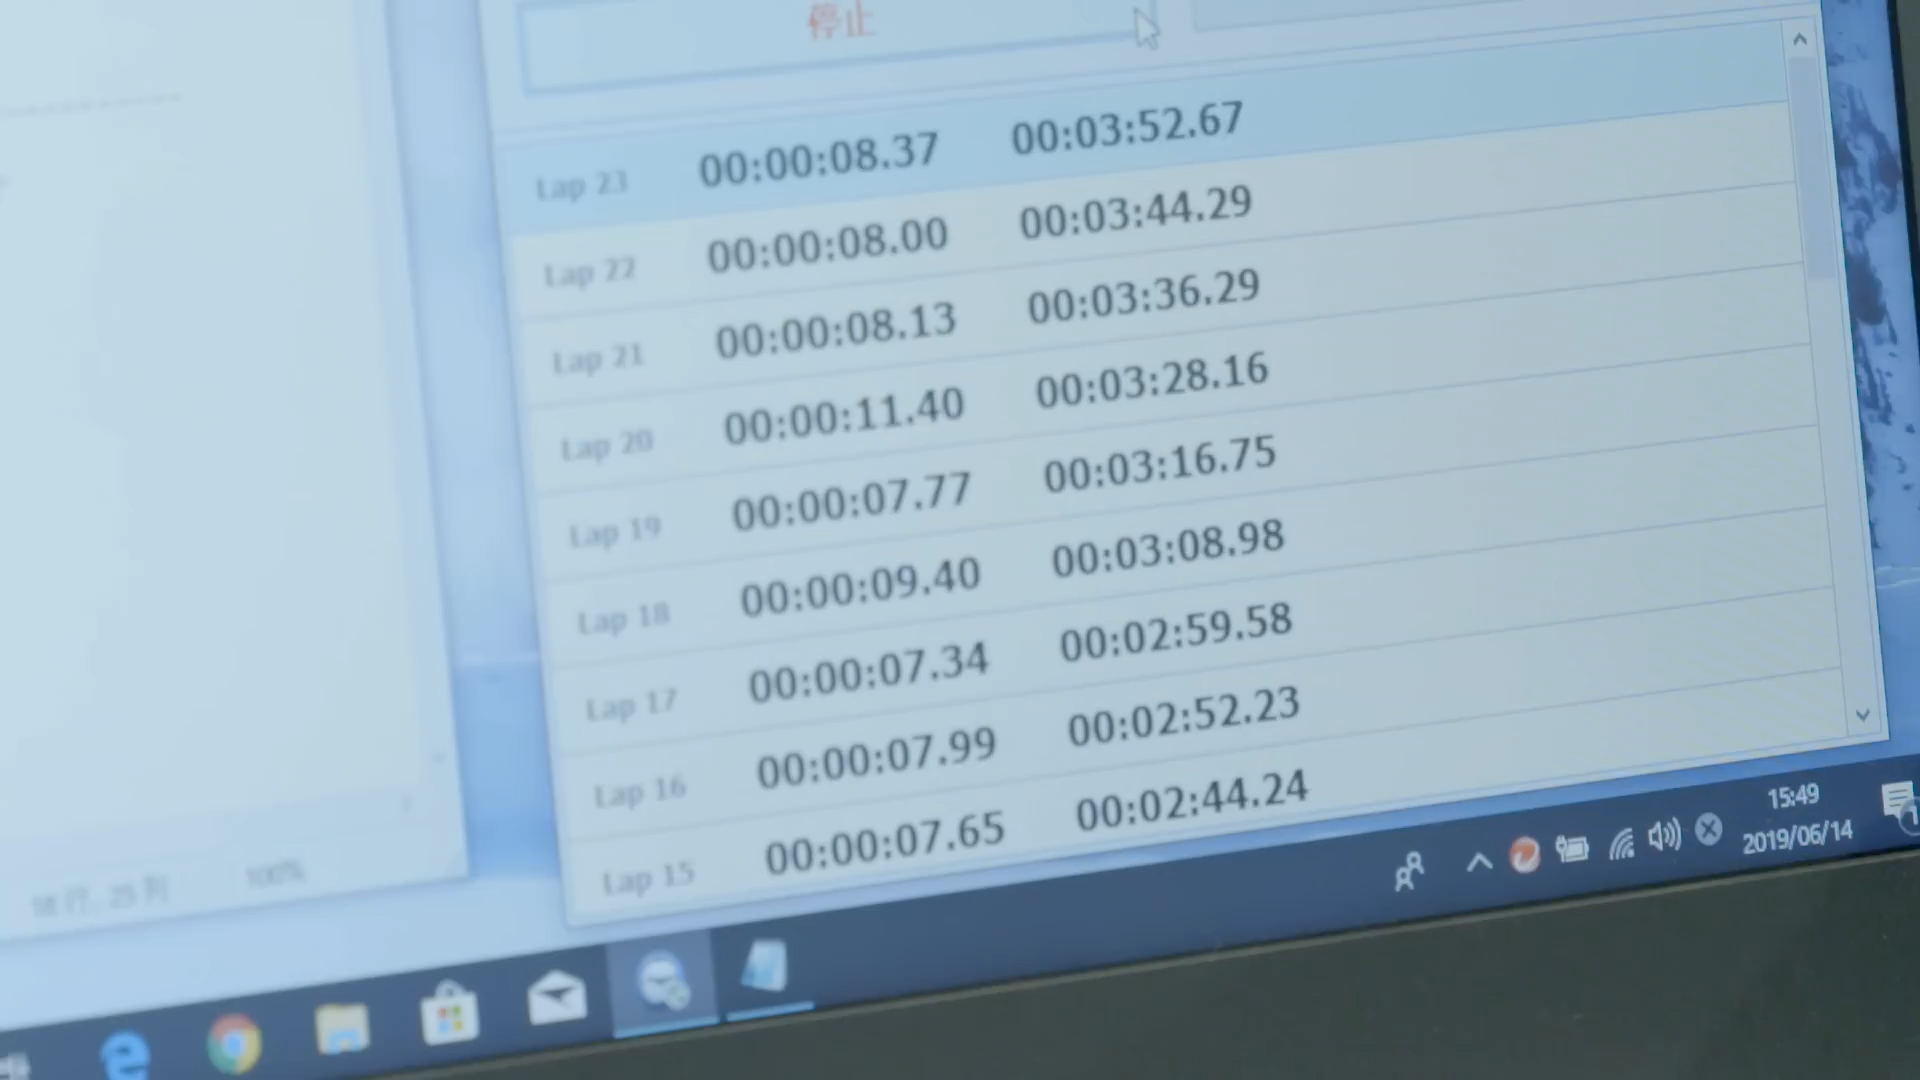 停止
Lap 23 00:00:08.37 00:03:52.67
Lap 22 00:00:08.00 00:03:44.29
Lap 21 00:00:08.13 00:03:36.29
Lap 20 00:00:11.40 00:03:28.16
Lap 19 00:00:07.77 00:03:16.75
Lap 18 00:00:09.40 00:03:08.98
Lap 17 00:00:07.34 00:02:59.58
Lap 16 00:00:07.99 00:02:52.23
Lap 15 00:00:07.65 00:02:44.24
100%
15:49
2019/06/14